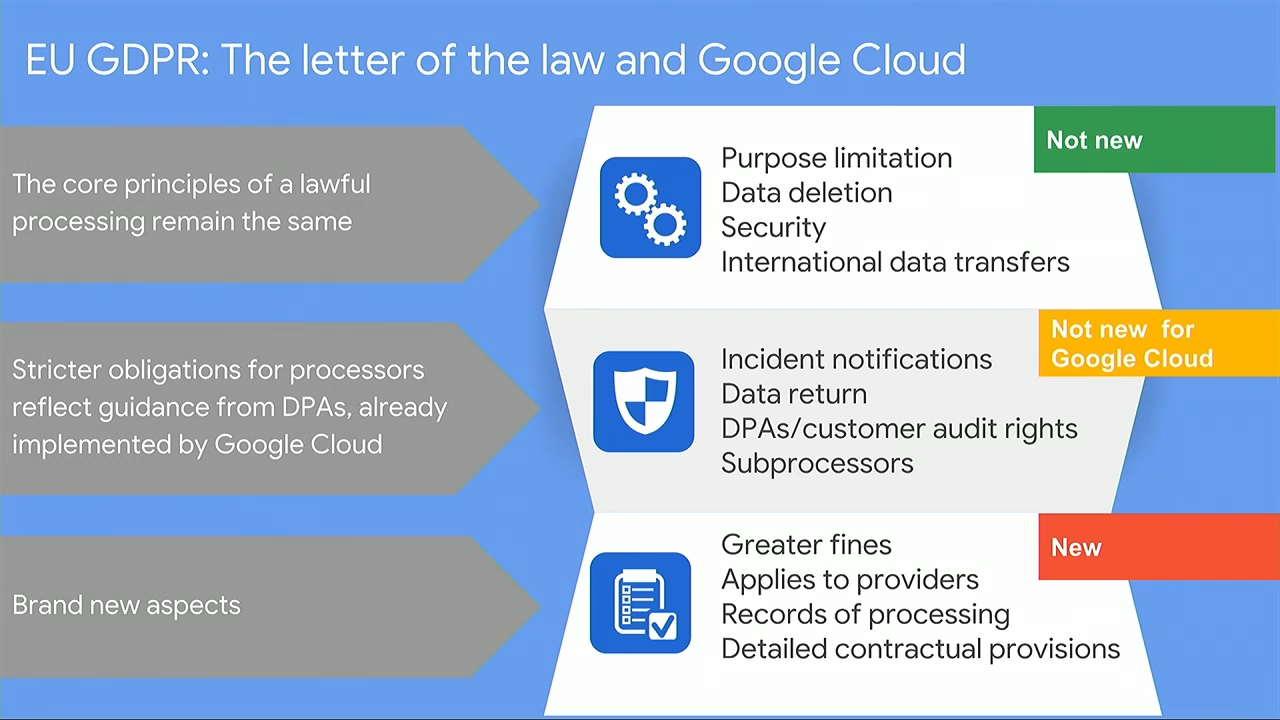 EU GDPR: The letter of the law and Google Cloud
The core principles of a lawful
processing remain the same
Purpose limitation
Data deletion
Security
International data transfers
Not new
Stricter obligations for processors
reflect guidance from DPAs, already
implemented by Google Cloud
Incident notifications
Data return
DPAs/customer audit rights
Subprocessors
Not new for
Google Cloud
Brand new aspects
Greater fines
Applies to providers
Records of processing
Detailed contractual provisions
New